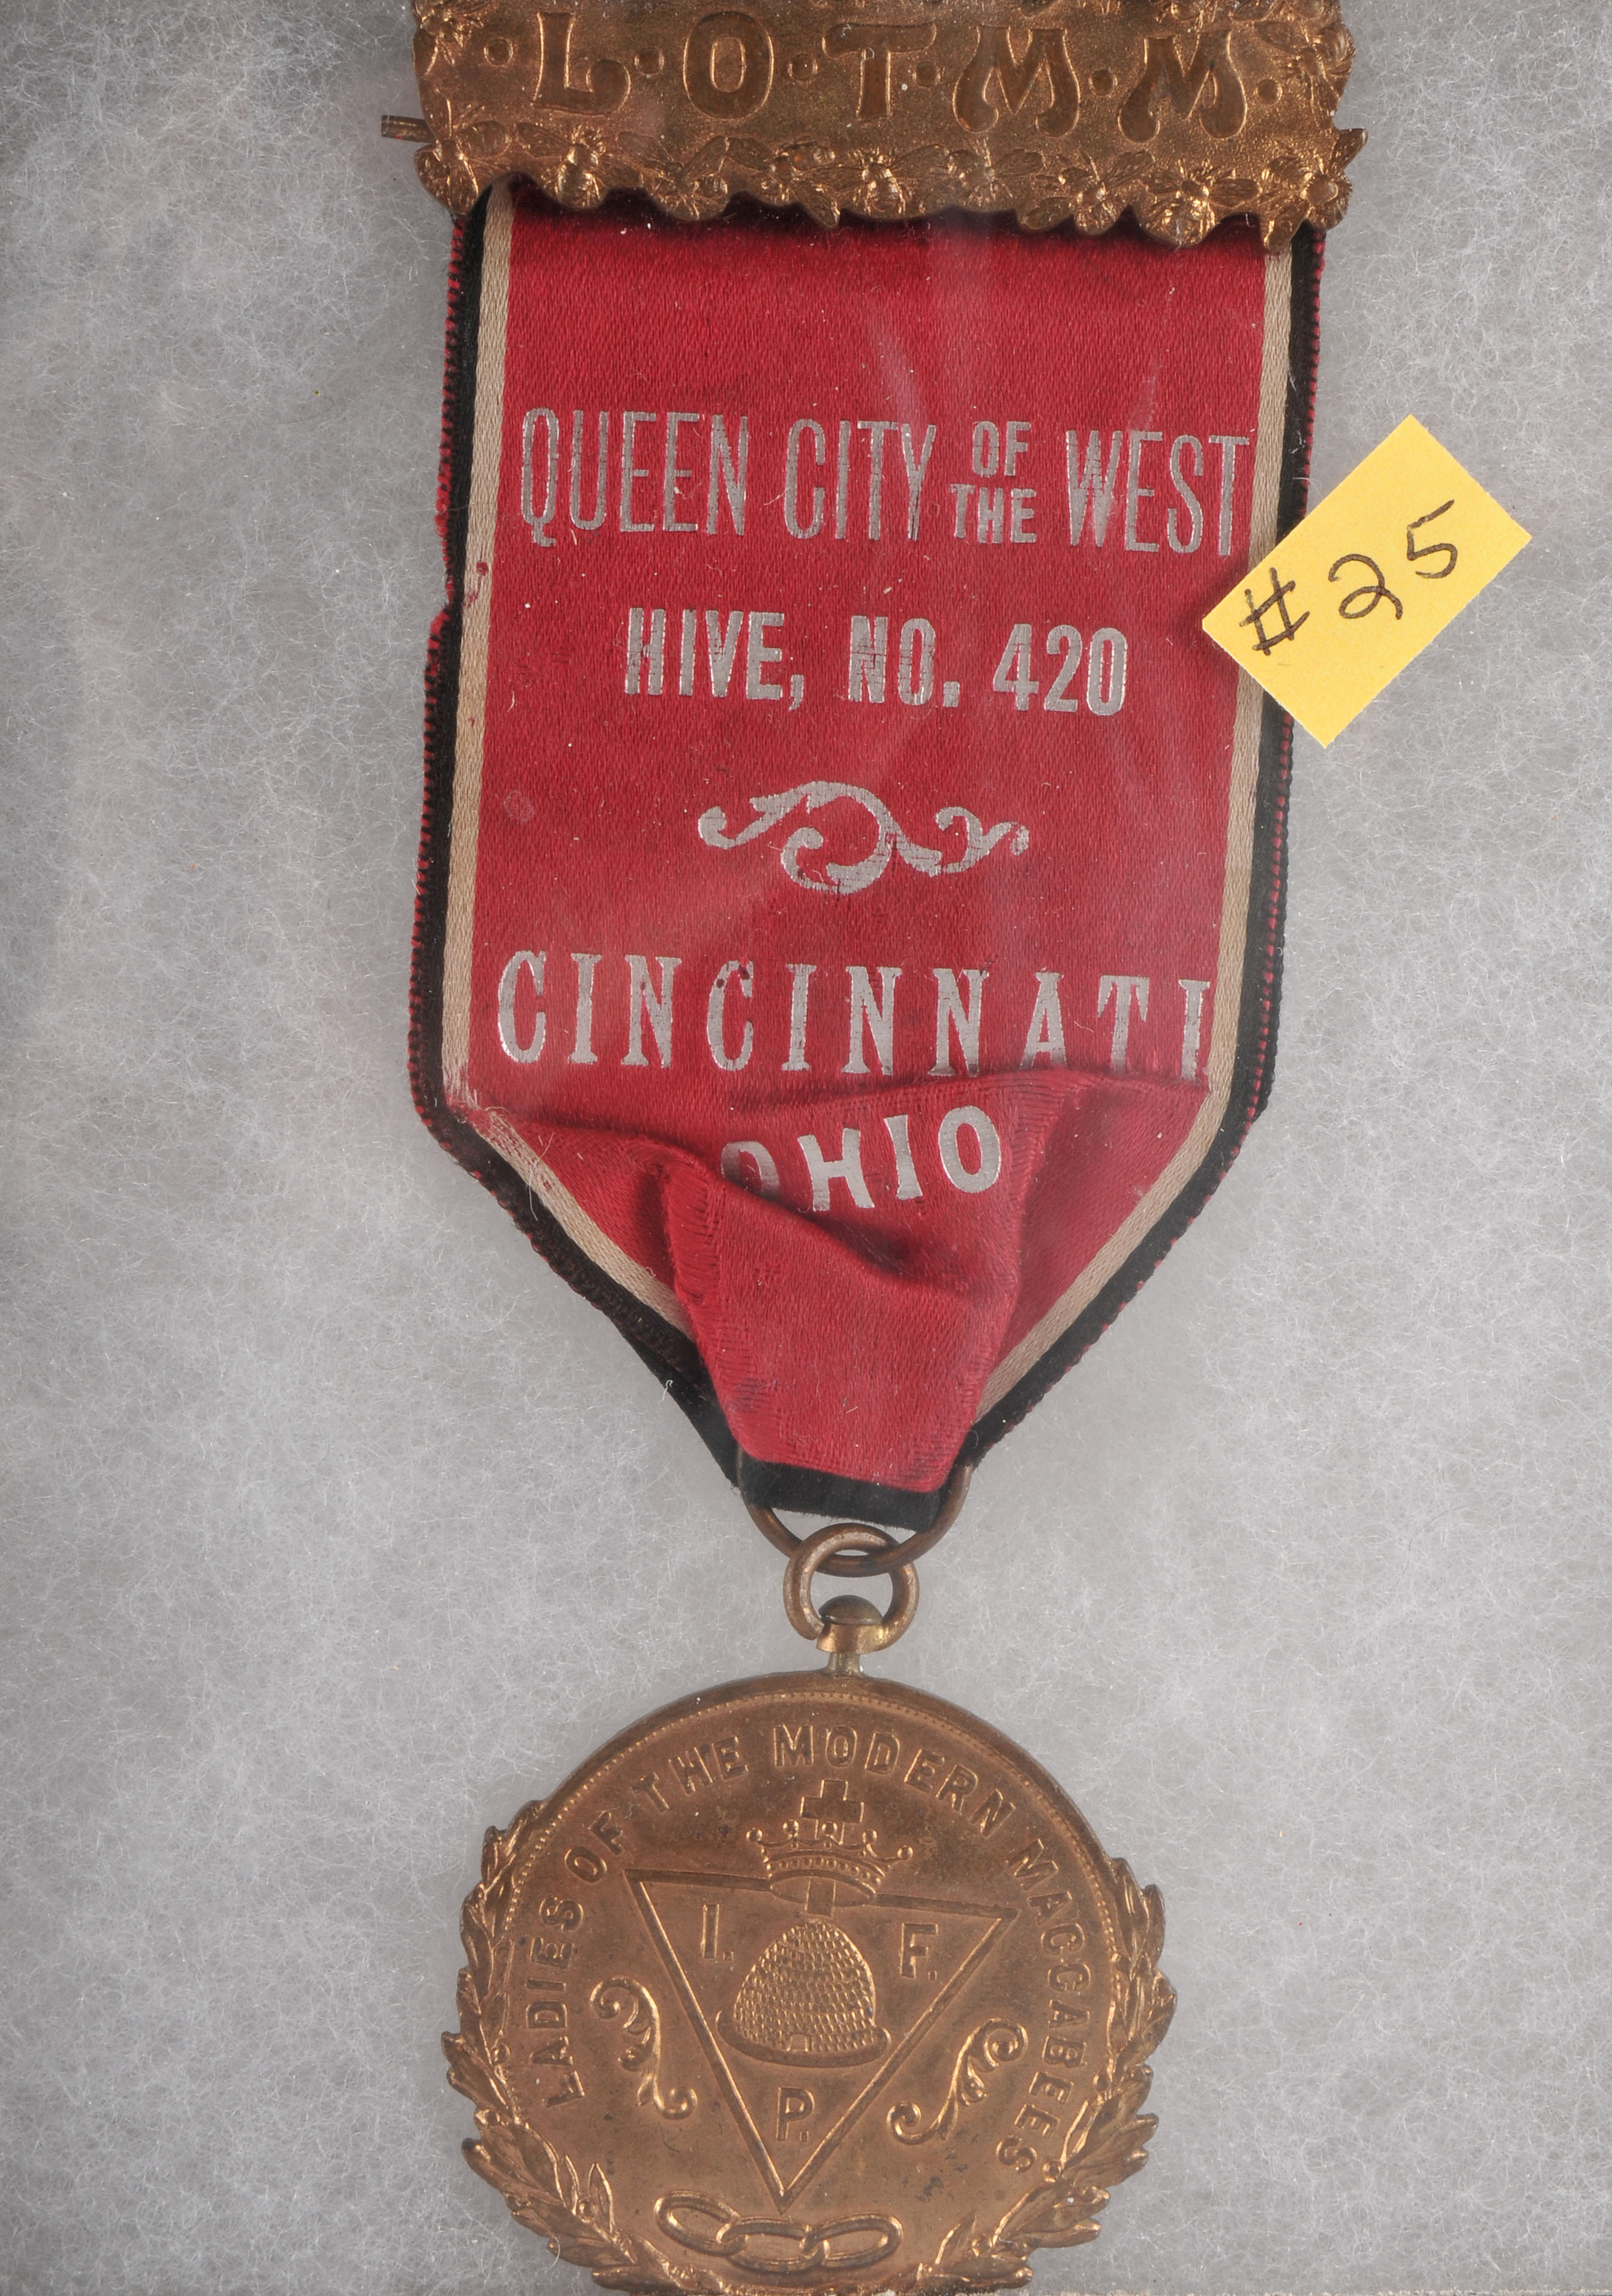 ·L·O·T·M·M·
QUEEN CITY OF THE WEST
HIVE, NO. 420
CINCINNATI
OHIO
#25
LADIES OF THE MODERN MACCABEES
I. F.
P.